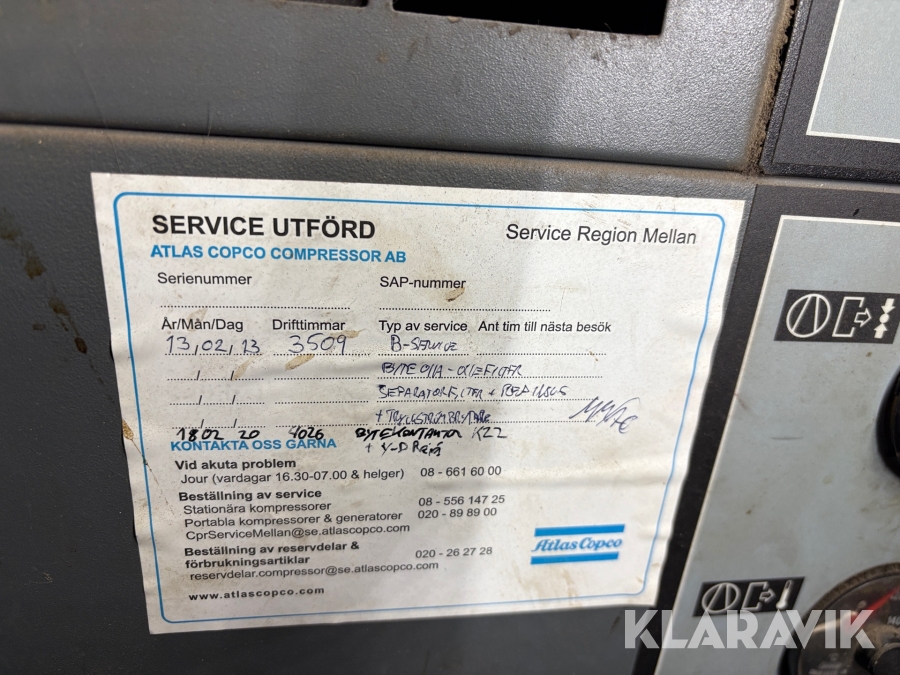 SERVICE UTFÖRD
Service Region Mellan
ATLAS COPCO COMPRESSOR AB
Serienummer SAP-nummer
År/Mån/Dag Drifttimmar Typ av service Ant tim till nästa besök
13,02,13 3509 B-SERVICE
BYTE OLJA-OLJEFILTER
SEPARATORFILTER +
+
18 02 20 4026 BYTE KONTAKTOR K22
KONTAKTA OSS GÄRNA
+ Y-D
Vid akuta problem
Jour (vardagar 16.30-07.00 & helger) 08 - 661 60 00
Beställning av service
Stationära kompressorer 08 - 556 147 25
Portabla kompressorer & generatorer 020 - 89 89 00
CprServiceMellan@se.atlascopco.com
Beställning av reservdelar &
förbrukningsartiklar 020 - 26 27 28
reservdelar.compressor@se.atlascopco.com
www.atlascopco.com
Atlas Copco
KLARAVIK